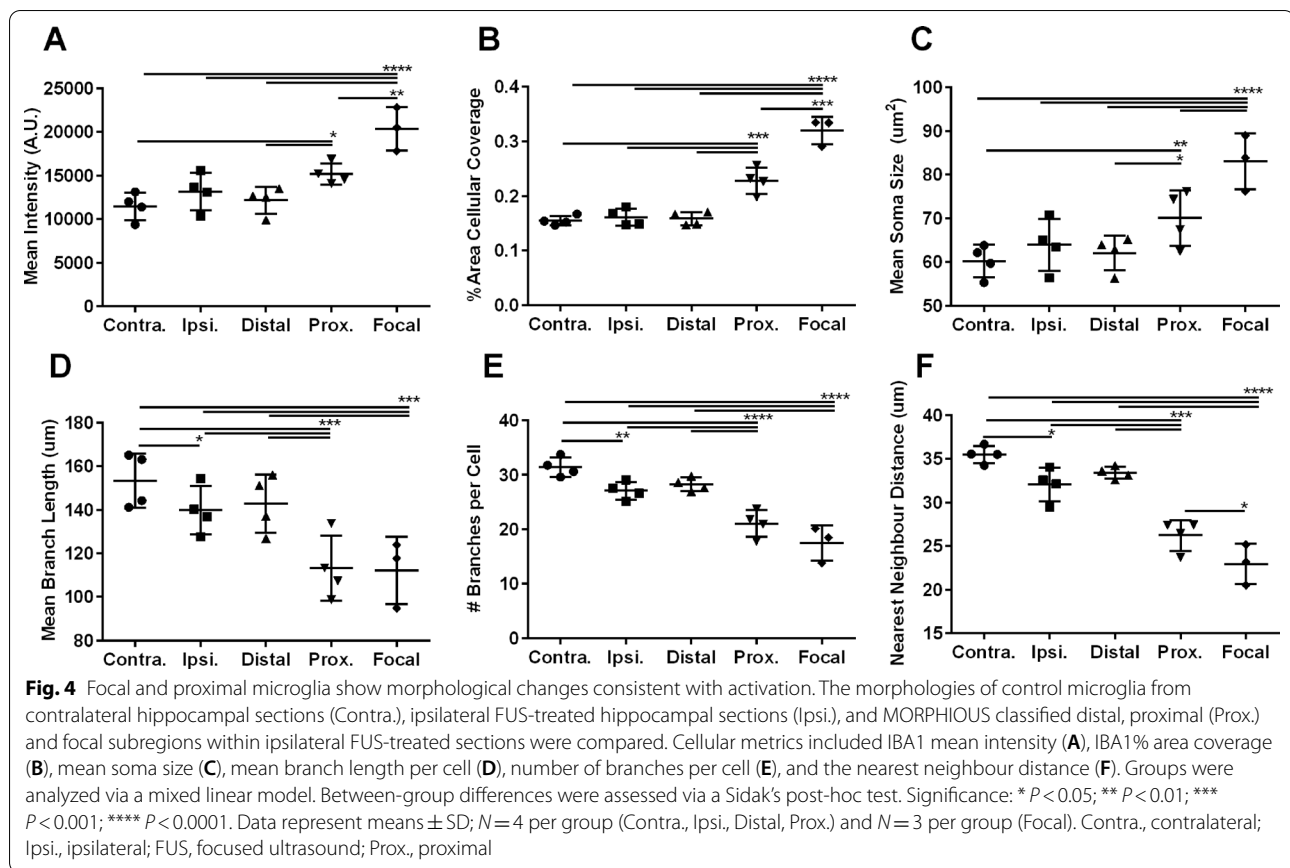 A
****
**
*
Mean Intensity (A.U.)
25000
20000
15000
10000
5000
0
Contra. Ipsi. Distal Prox. Focal
B
****
***
***
% Area Cellular Coverage
0.4
0.3
0.2
0.1
0.0
Contra. Ipsi. Distal Prox. Focal
C
****
**
*
Mean Soma Size (um²)
100
90
80
70
60
50
Contra. Ipsi. Distal Prox. Focal
D
***
***
*
Mean Branch Length (um)
180
160
140
120
100
80
Contra. Ipsi. Distal Prox. Focal
E
****
****
**
# Branches per Cell
40
30
20
10
0
Contra. Ipsi. Distal Prox. Focal
F
****
***
*
*
Nearest Neighbour Distance (um)
40
35
30
25
20
15
Contra. Ipsi. Distal Prox. Focal
Fig. 4 Focal and proximal microglia show morphological changes consistent with activation. The morphologies of control microglia from
contralateral hippocampal sections (Contra.), ipsilateral FUS-treated hippocampal sections (Ipsi.), and MORPHIOUS classified distal, proximal (Prox.)
and focal subregions within ipsilateral FUS-treated sections were compared. Cellular metrics included IBA1 mean intensity (A), IBA1% area coverage
(B), mean soma size (C), mean branch length per cell (D), number of branches per cell (E), and the nearest neighbour distance (F). Groups were
analyzed via a mixed linear model. Between-group differences were assessed via a Sidak's post-hoc test. Significance: * P < 0.05; ** P < 0.01; ***
P < 0.001; **** P < 0.0001. Data represent means ± SD; N = 4 per group (Contra., Ipsi., Distal, Prox.) and N = 3 per group (Focal). Contra., contralateral;
Ipsi., ipsilateral; FUS, focused ultrasound; Prox., proximal